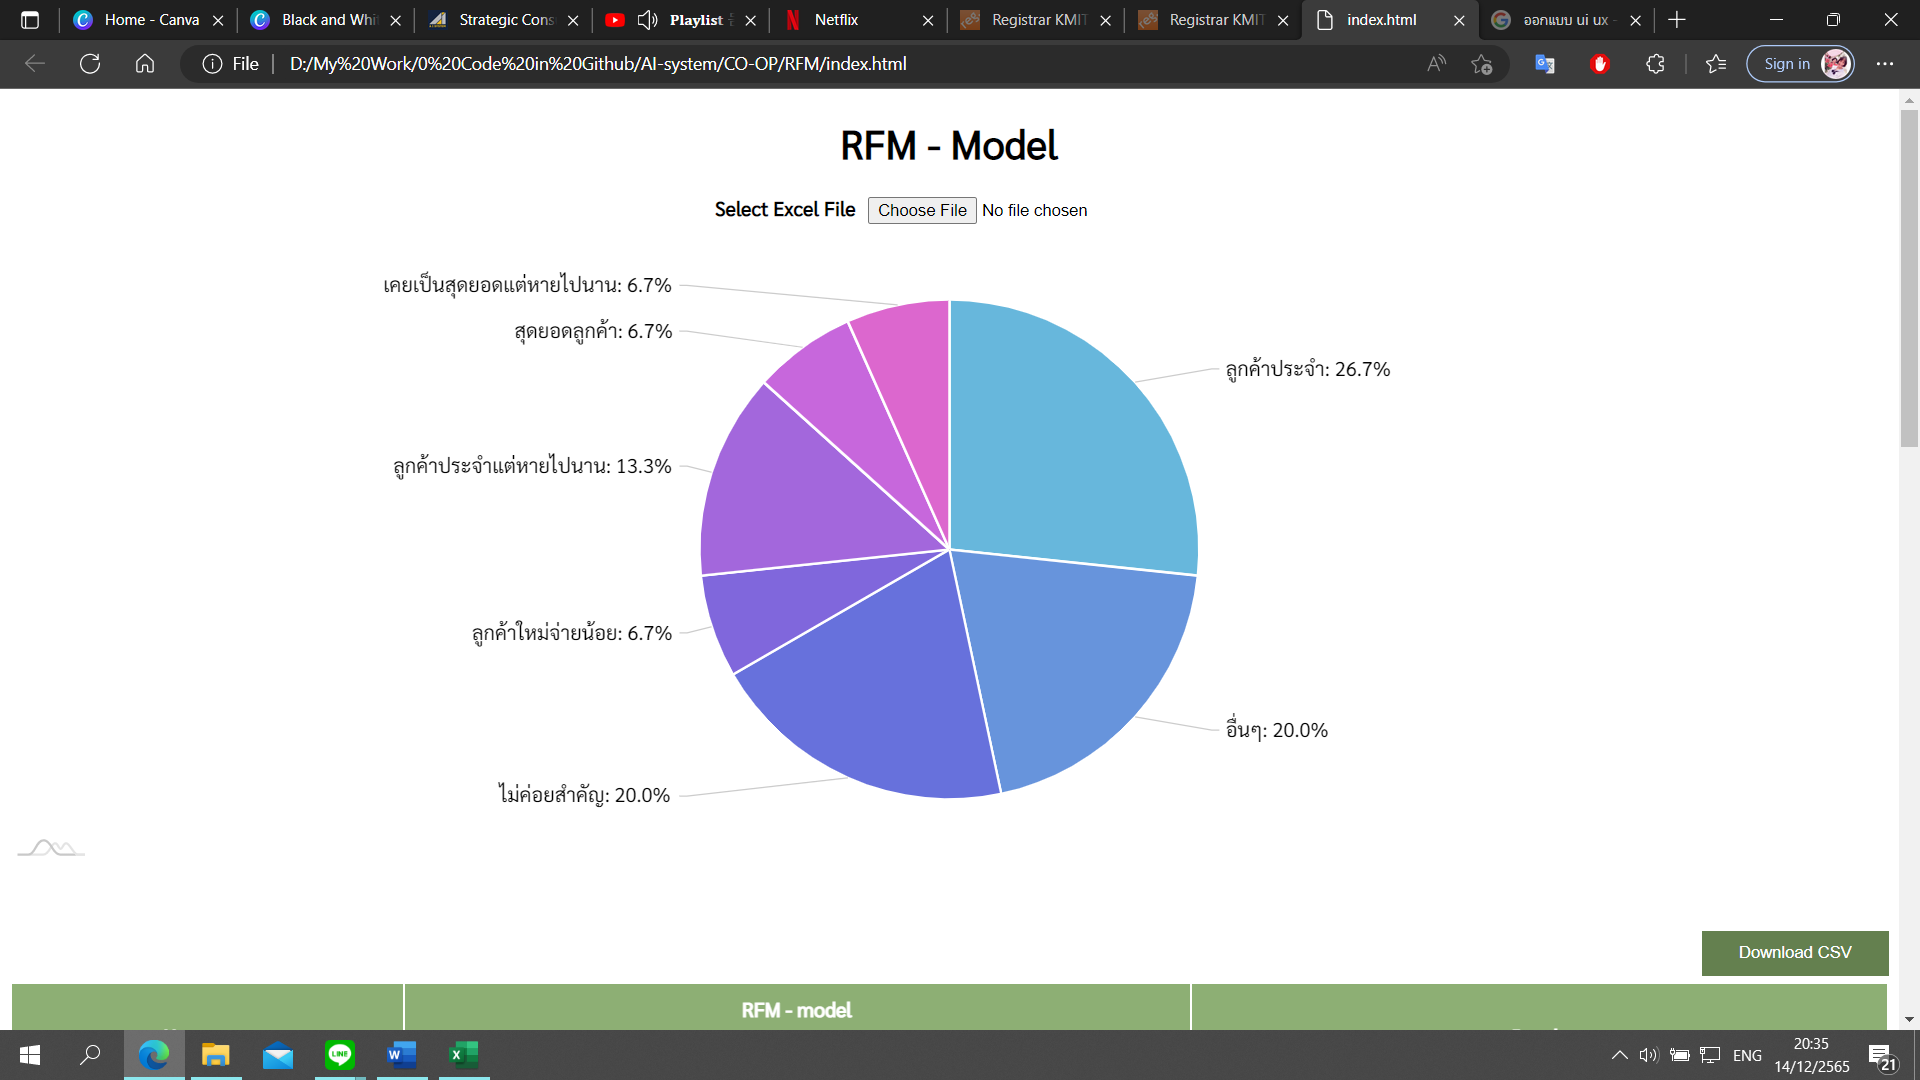 Home - Canva
Black and Whi
Strategic Cons
Playlist
Netflix
Registrar KMIT
Registrar KMIT
index.html
ออกแบบ ui ux -
File
D:/My%20Work/0%20Code%20in%20Github/AI-system/CO-OP/RFM/index.html
Sign in
RFM - Model
Select Excel File Choose File No file chosen
เคยเป็นสุดยอดแต่หายไปนาน: 6.7%
สุดยอดลูกค้า: 6.7%
ลูกค้าประจำ: 26.7%
ลูกค้าประจำแต่หายไปนาน: 13.3%
ลูกค้าใหม่จ่ายน้อย: 6.7%
อื่นๆ: 20.0%
ไม่ค่อยสำคัญ: 20.0%
Download CSV
RFM - model
LINE
ENG
20:35
14/12/2565
21